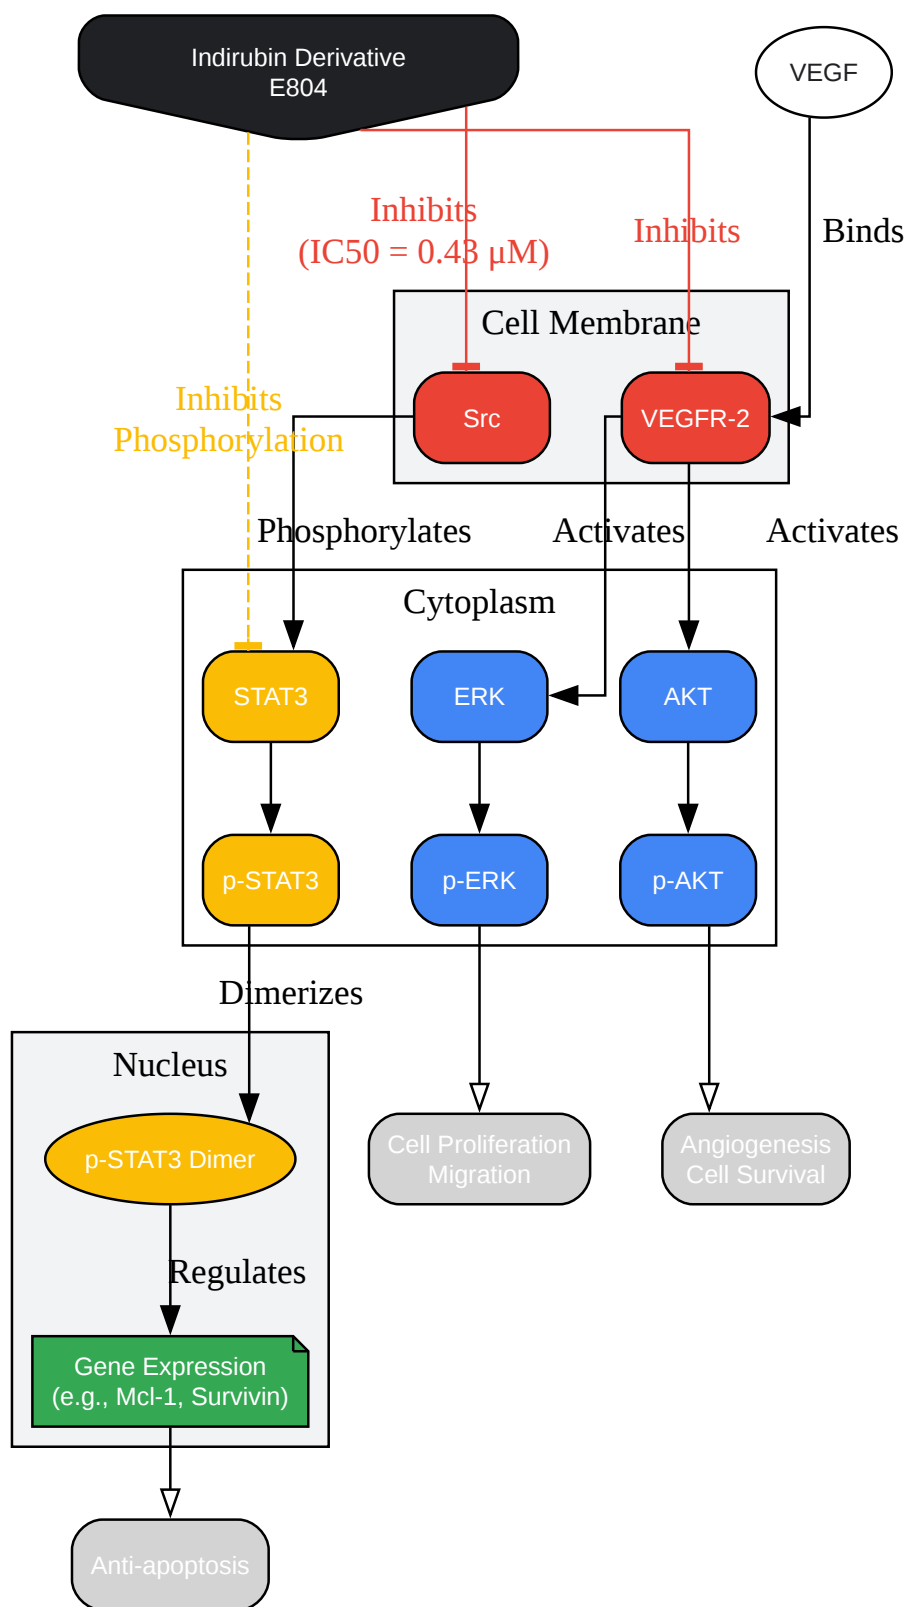 Indirubin Derivative
E804
VEGF
Inhibits
(IC50 = 0.43 μM)
Inhibits
Binds
Cell Membrane
Inhibits
Phosphorylation
Src
VEGFR-2
Phosphorylates
Activates
Activates
Cytoplasm
STAT3
ERK
AKT
p-STAT3
p-ERK
p-AKT
Dimerizes
Nucleus
p-STAT3 Dimer
Cell Proliferation
Migration
Angiogenesis
Cell Survival
Regulates
Gene Expression
(e.g., Mcl-1, Survivin)
Anti-apoptosis